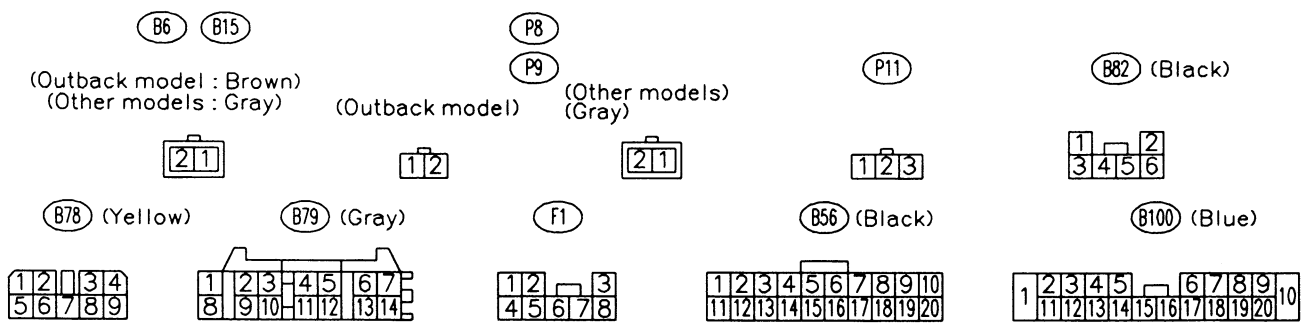 B6 B15
(Outback model : Brown)
(Other models : Gray)
2 1
P8
P9
(Outback model)
(Other models)
(Gray)
1 2
2 1
P11
1 2 3
B82 (Black)
1 2
3 4 5 6
B78 (Yellow)
1 2 3 4
5 6 7 8 9
B79 (Gray)
1 2 3 4 5 6 7
8 9 10 11 12 13 14
F1
1 2 3
4 5 6 7 8
B56 (Black)
1 2 3 4 5 6 7 8 9 10
11 12 13 14 15 16 17 18 19 20
B100 (Blue)
1 2 3 4 5 6 7 8 9 10
11 12 13 14 15 16 17 18 19 20